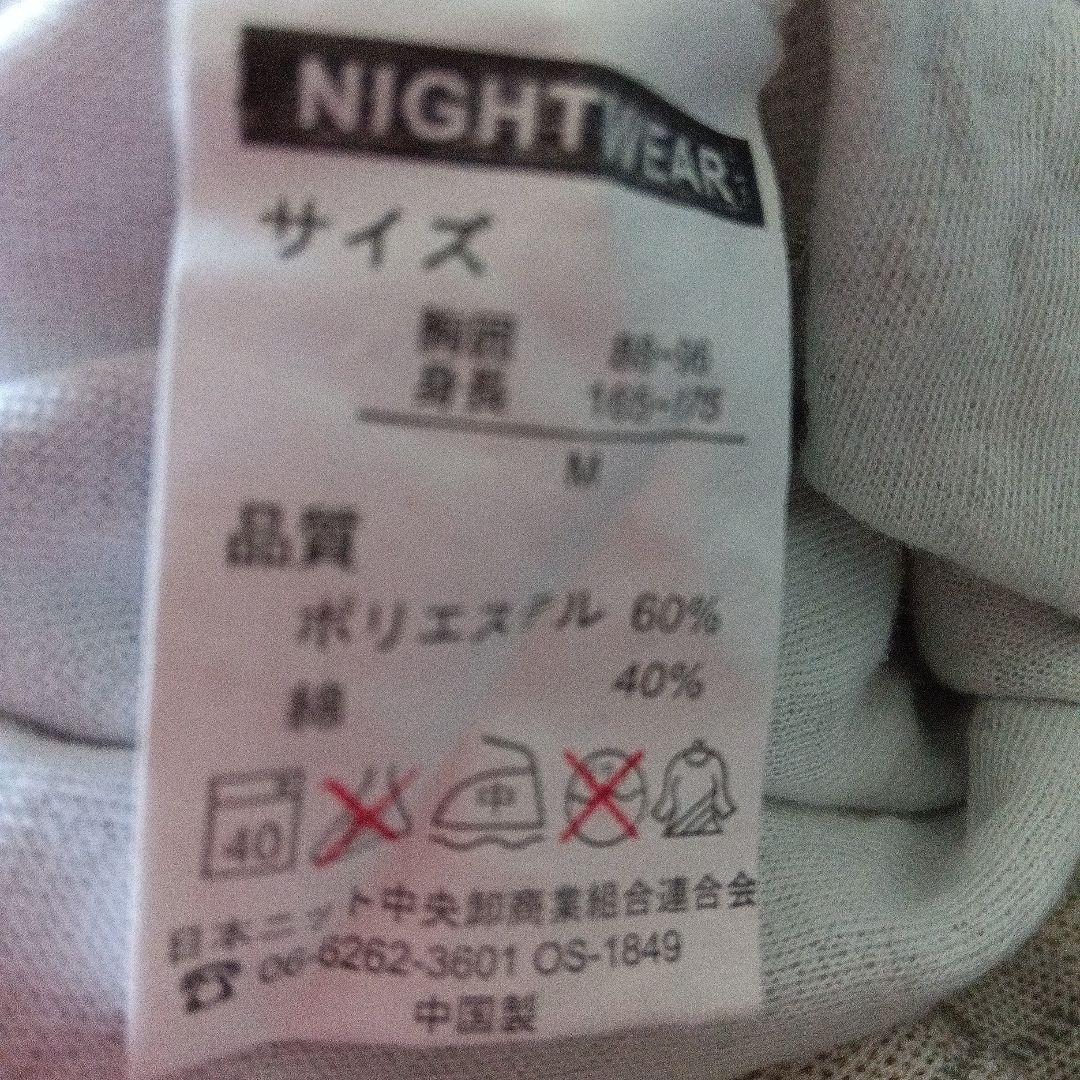 NIGHT WEAR
サイズ
胸囲 88-96
身長 165-175
M
品質
ポリエステル 60%
綿 40%
40 中
日本ニット中央卸商業組合連合会
☎ 06-6262-3601 OS-1849
中国製